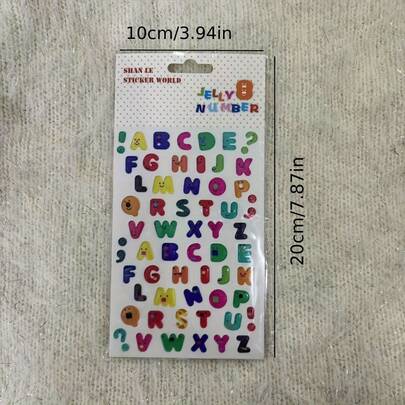 10cm/3.94in
SHAN LE
STICKER WORLD
JELLY 8
NUMBER
20cm/7.87in
!ABCDE?
FGHIJK
LMNOP
QRSTU
VWXYZ
;ABCDE
FGHIJK
LMNOP
QRSTU!
?VWXYZ